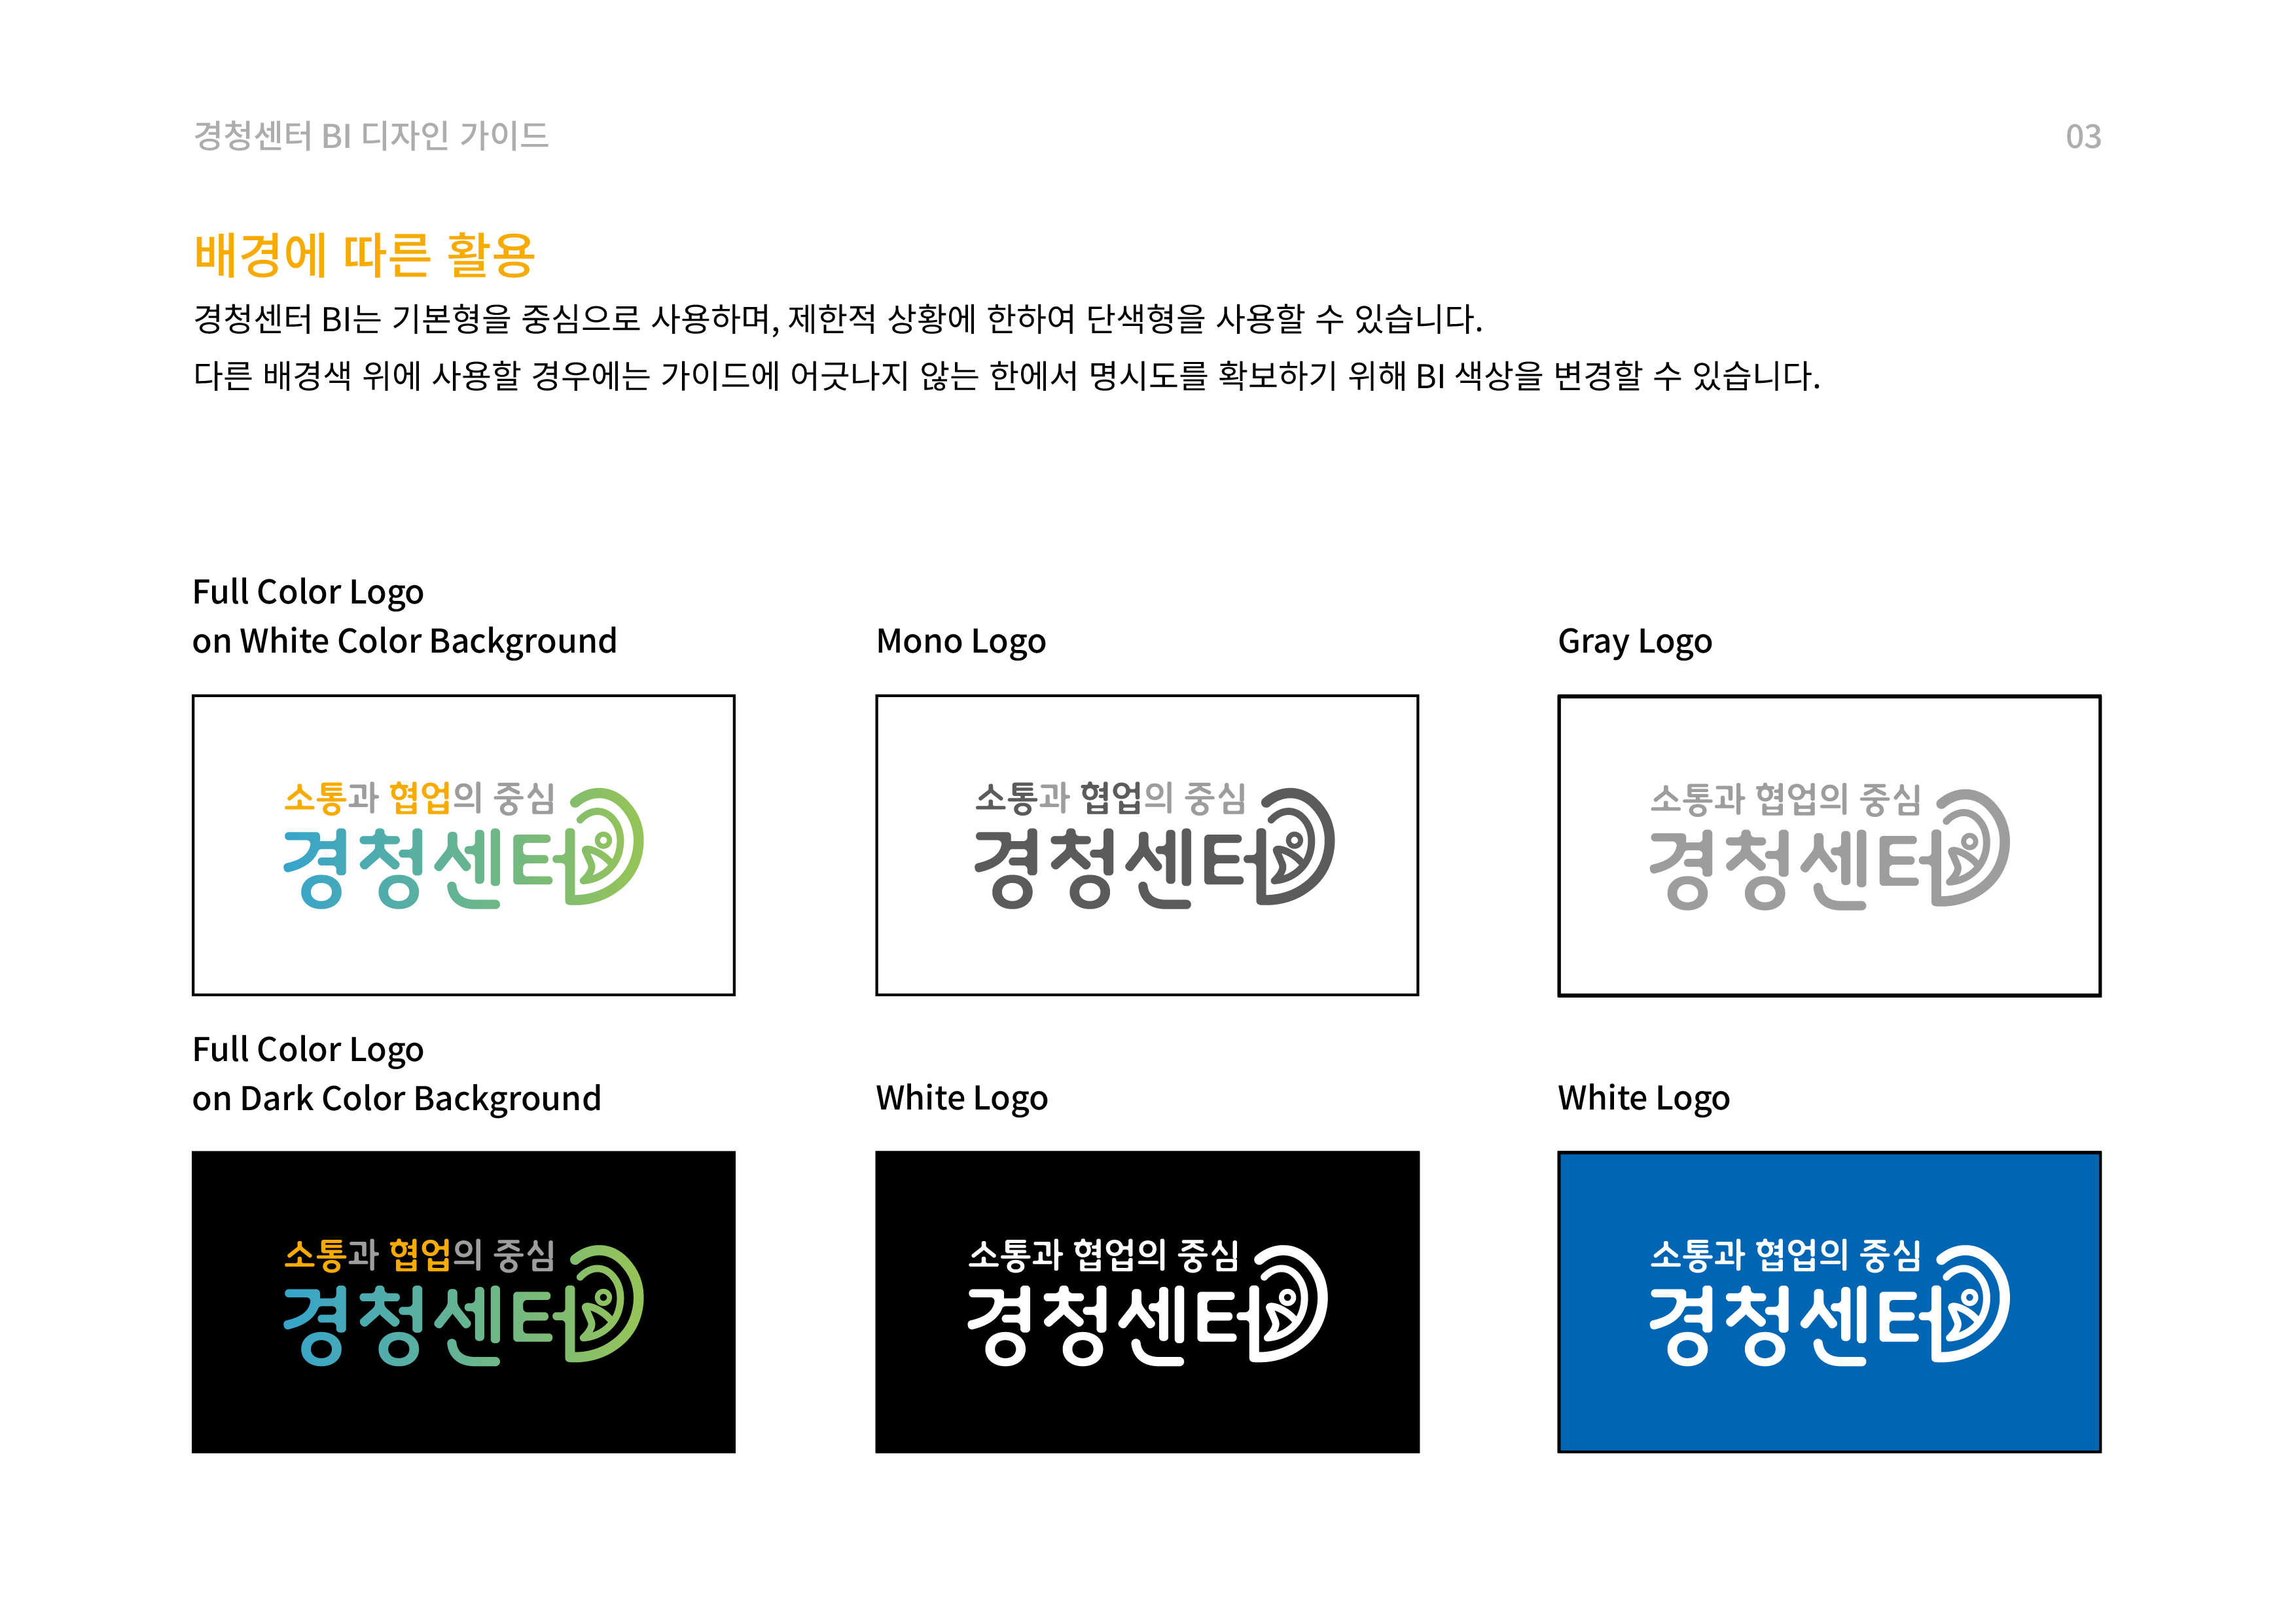 경청센터 BI 디자인 가이드
03
배경에 따른 활용
경청센터 BI는 기본형을 중심으로 사용하며, 제한적 상황에 한하여 단색형을 사용할 수 있습니다.
다른 배경색 위에 사용할 경우에는 가이드에 어긋나지 않는 한에서 명시도를 확보하기 위해 BI 색상을 변경할 수 있습니다.
Full Color Logo
on White Color Background
Mono Logo
Gray Logo
소통과 협업의 중심
경청센터
소통과 협업의 중심
경청센터
소통과 협업의 중심
경청센터
Full Color Logo
on Dark Color Background
White Logo
White Logo
소통과 협업의 중심
경청센터
소통과 협업의 중심
경청센터
소통과 협업의 중심
경청센터